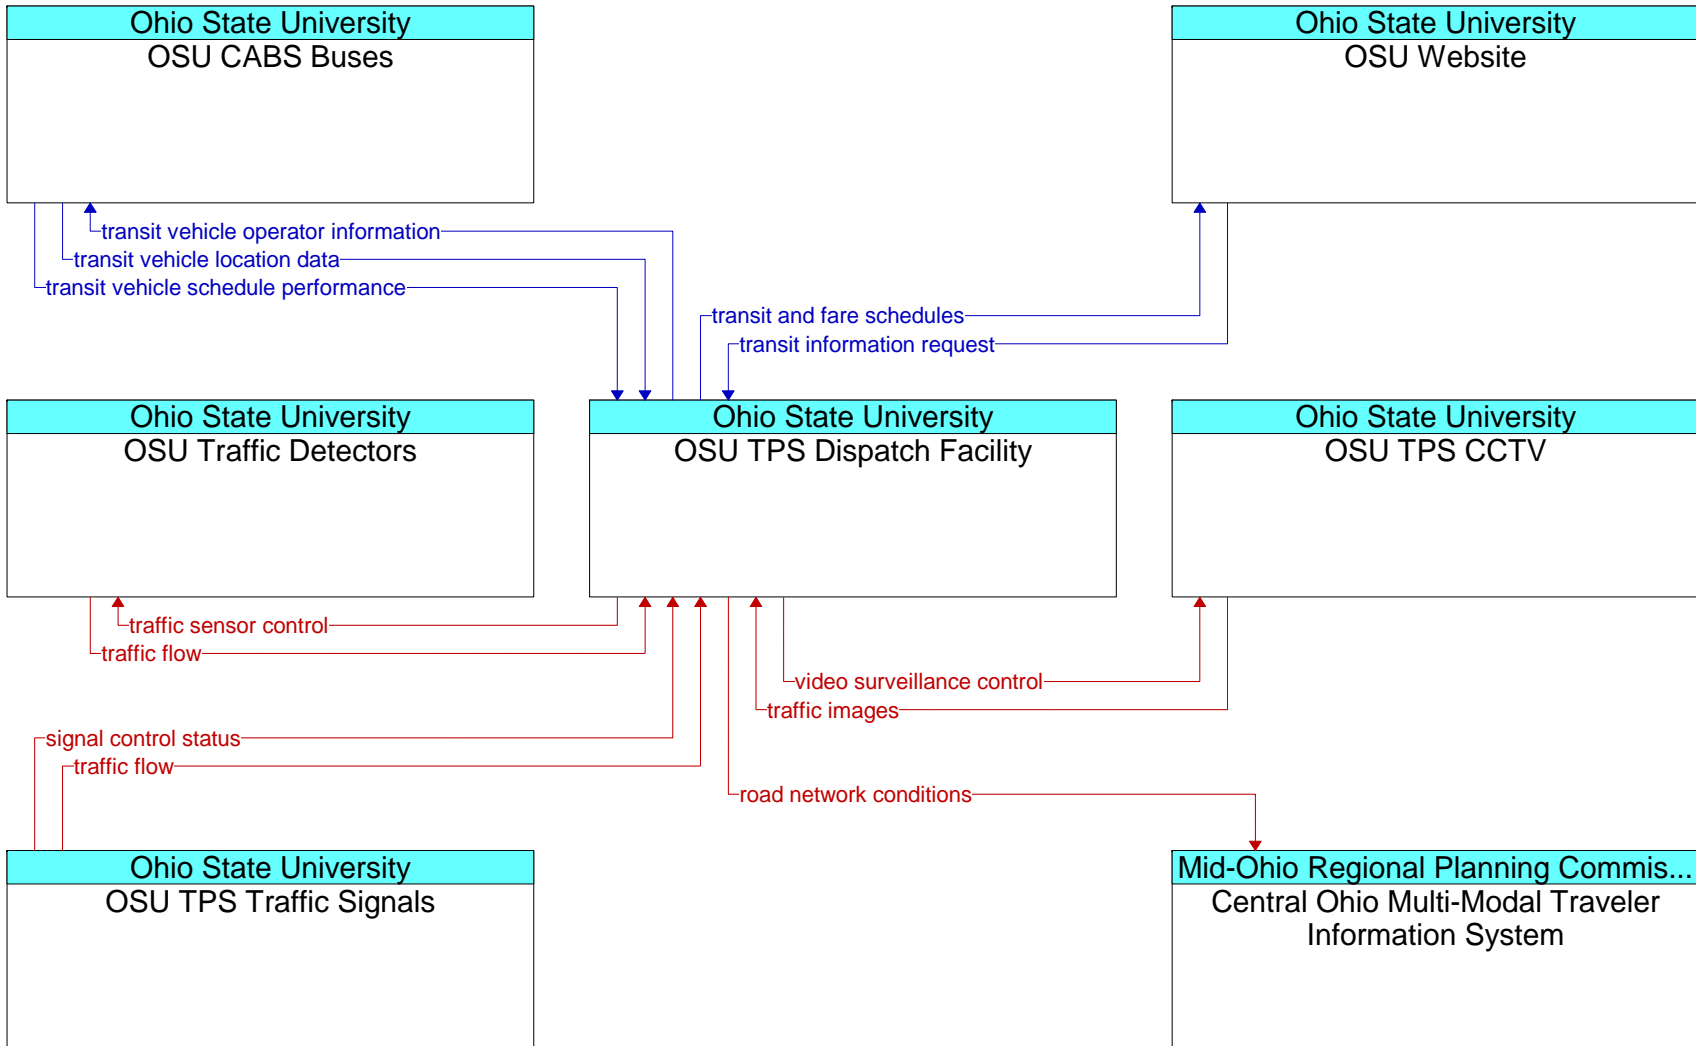 Ohio State University
OSU CABS Buses
Ohio State University
OSU Website
transit vehicle operator information
transit vehicle location data
transit vehicle schedule performance
transit and fare schedules
transit information request
Ohio State University
OSU Traffic Detectors
Ohio State University
OSU TPS Dispatch Facility
Ohio State University
OSU TPS CCTV
traffic sensor control
traffic flow
video surveillance control
traffic images
signal control status
traffic flow
road network conditions
Ohio State University
OSU TPS Traffic Signals
Mid-Ohio Regional Planning Commis...
Central Ohio Multi-Modal Traveler
Information System